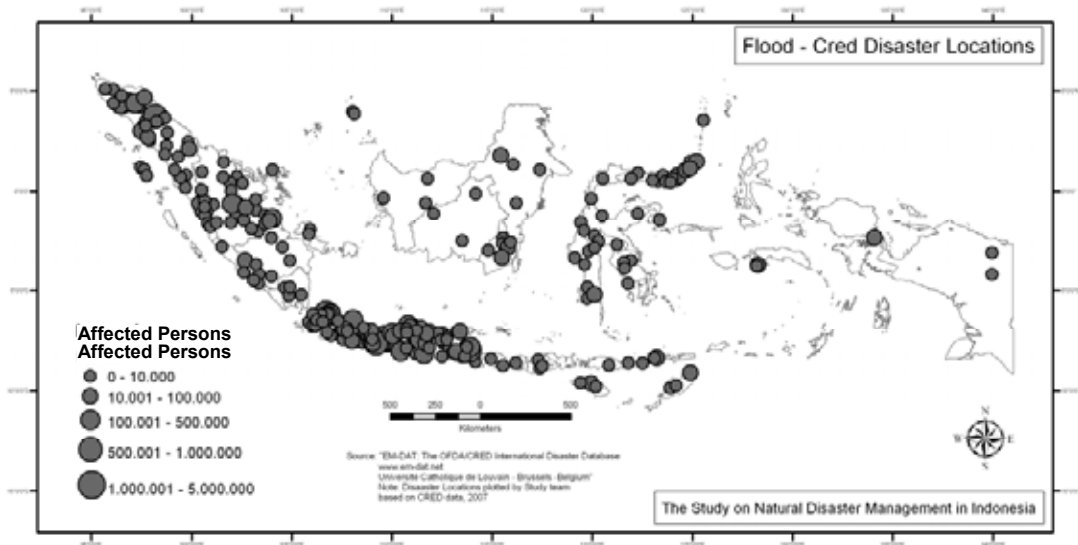 Flood - Cred Disaster Locations
Affected Persons
Affected Persons
0 - 10.000
10.001 - 100.000
100.001 - 500.000
500.001 - 1.000.000
1.000.001 - 5.000.000
500 250 0 500
Kilometers
Source: "EM-DAT: The OFDA/CRED International Disaster Database
www.em-dat.net
Université Catholique de Louvain - Brussels - Belgium"
Note: Disaster Locations plotted by Study team
based on CRED data, 2007
N
W E
S
The Study on Natural Disaster Management in Indonesia